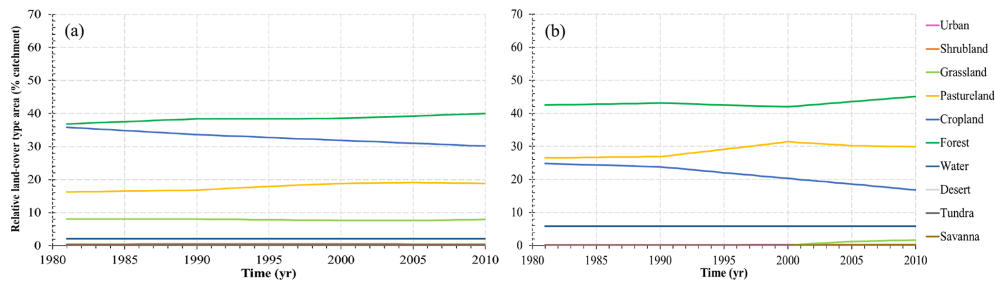 Relative land-cover type area (% catchment)
(a)
70
60
50
40
30
20
10
0
1980 1985 1990 1995 2000 2005 2010
Time (yr)
(b)
70
60
50
40
30
20
10
0
1980 1985 1990 1995 2000 2005 2010
Time (yr)
Urban
Shrubland
Grassland
Pastureland
Cropland
Forest
Water
Desert
Tundra
Savanna